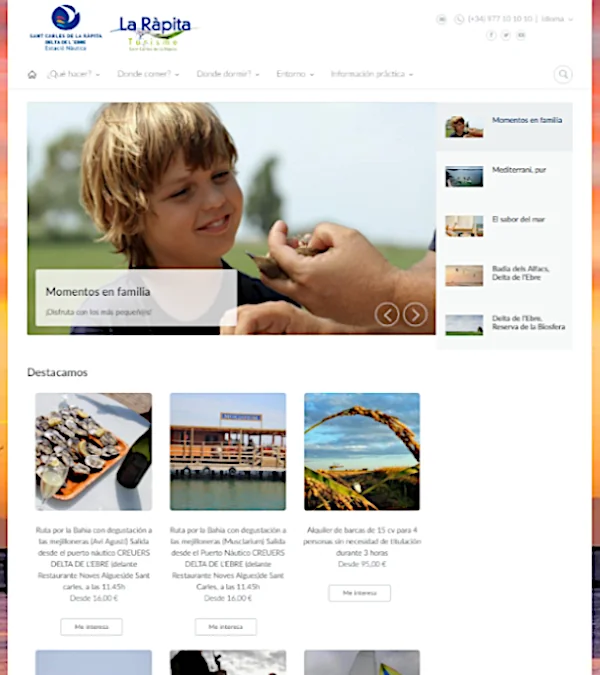 SANT CARLES DE LA RÀPITA
DELTA DE L'EBRE
Estació Nàutica
La Ràpita
Turisme
Sant Carles de la Ràpita
(+34) 977 10 10 10 | Idioma
¿Qué hacer?
Donde comer?
Donde dormir?
Entorno
Información práctica
Momentos en familia
¡Disfruta con los más pequeños!
Momentos en familia
Mediterrani, pur
El sabor del mar
Badia dels Alfacs,
Delta de l'Ebre
Delta de l'Ebre,
Reserva de la Biosfera
Destacamos
Ruta por la Bahía con degustación a
las mejilloneras (Avi Agustí) Salida
desde el puerto náutico CREUERS
DELTA DE L'EBRE (delante
Restaurante Noves Algues)de Sant
carles, a las 11.45h
Desde 16,00 €
Me interesa
Ruta por la Bahía con degustación a
las mejilloneras (Musclarium) Salida
desde el Puerto Náutico CREUERS
DELTA DE L'EBRE (delante
Restaurante Noves Algues)de Sant
Carles, a las 11.45h
Desde 16,00 €
Me interesa
Alquiler de barcas de 15 cv para 4
personas sin necesidad de titulación
durante 3 horas
Desde 95,00 €
Me interesa